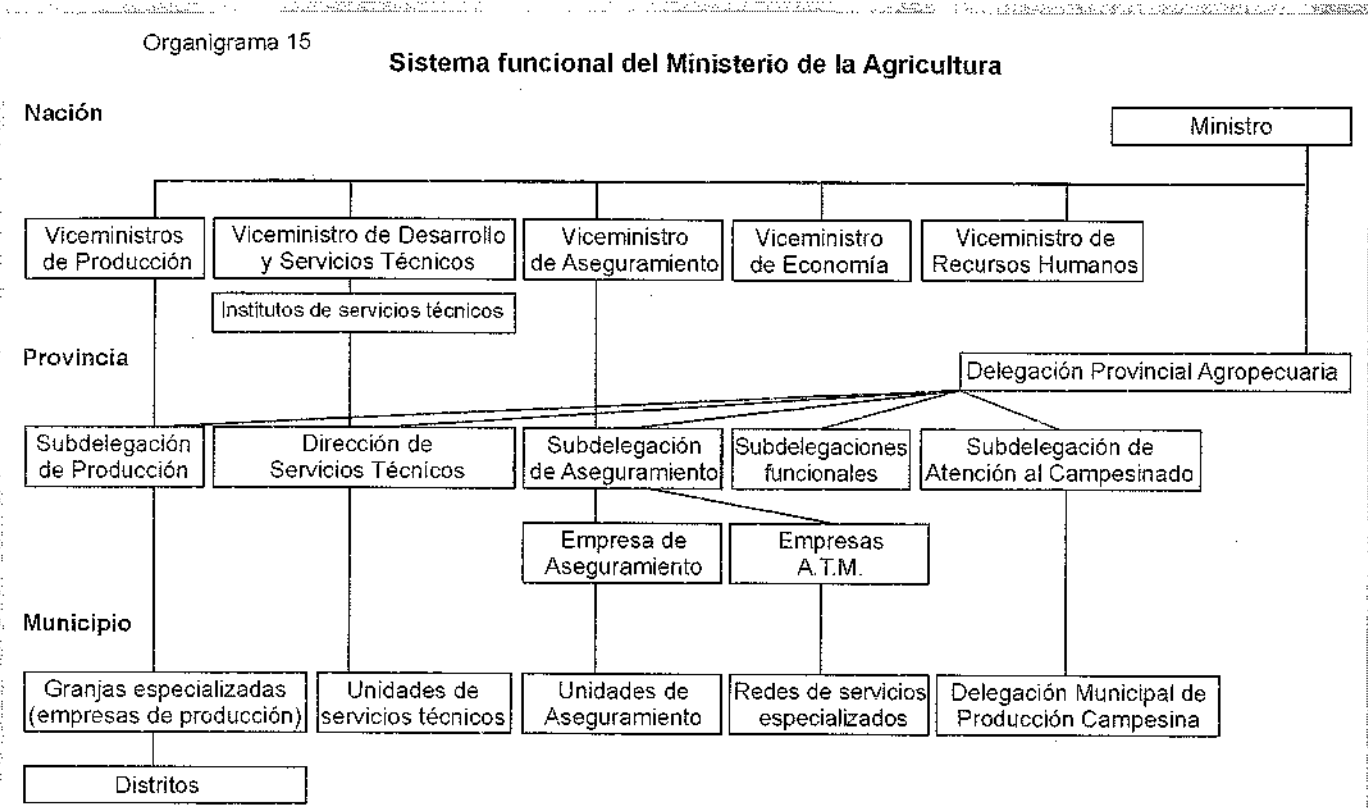 Organigrama 15
Sistema funcional del Ministerio de la Agricultura
Nación
Ministro
Viceministros
de Producción
Viceministro de Desarrollo
y Servicios Técnicos
Viceministro
de Aseguramiento
Viceministro
de Economía
Viceministro de
Recursos Humanos
Institutos de servicios técnicos
Provincia
Delegación Provincial Agropecuaria
Subdelegación
de Producción
Dirección de
Servicios Técnicos
Subdelegación
de Aseguramiento
Subdelegaciones
funcionales
Subdelegación de
Atención al Campesinado
Empresa de
Aseguramiento
Empresas
A.T.M.
Municipio
Granjas especializadas
(empresas de producción)
Unidades de
servicios técnicos
Unidades de
Aseguramiento
Redes de servicios
especializados
Delegación Municipal de
Producción Campesina
Distritos